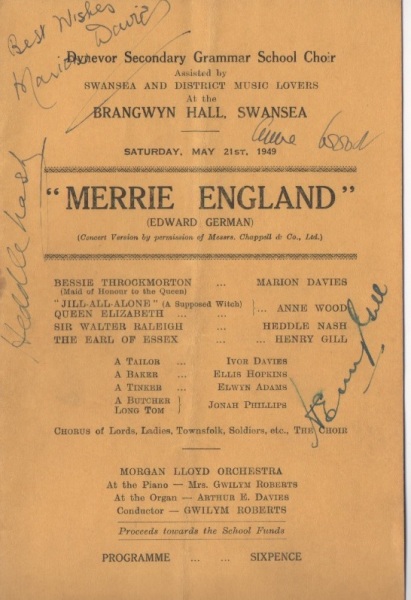 Best Wishes
Marion Davies
Dynevor Secondary Grammar School Choir
Assisted by
SWANSEA AND DISTRICT MUSIC LOVERS
At the
BRANGWYN HALL, SWANSEA
Anne Wood
SATURDAY, MAY 21ST, 1949
"MERRIE ENGLAND"
(EDWARD GERMAN)
(Concert Version by permission of Messrs. Chappell & Co., Ltd.)
Heddle Nash
BESSIE THROCKMORTON ... MARION DAVIES
(Maid of Honour to the Queen)
"JILL-ALL-ALONE" (A Supposed Witch)
QUEEN ELIZABETH ... ... } ... ANNE WOOD
SIR WALTER RALEIGH ... HEDDLE NASH
THE EARL OF ESSEX ... ... HENRY GILL
Henry Gill
A TAILOR ... IVOR DAVIES
A BAKER ... ELLIS HOPKINS
A TINKER ... ELWYN ADAMS
A BUTCHER
LONG TOM } JONAH PHILLIPS
CHORUS of Lords, Ladies, Townsfolk, Soldiers, etc., THE CHOIR
MORGAN LLOYD ORCHESTRA
At the Piano — MRS. GWILYM ROBERTS
At the Organ — ARTHUR E. DAVIES
Conductor — GWILYM ROBERTS
Proceeds towards the School Funds
PROGRAMME ... ... SIXPENCE